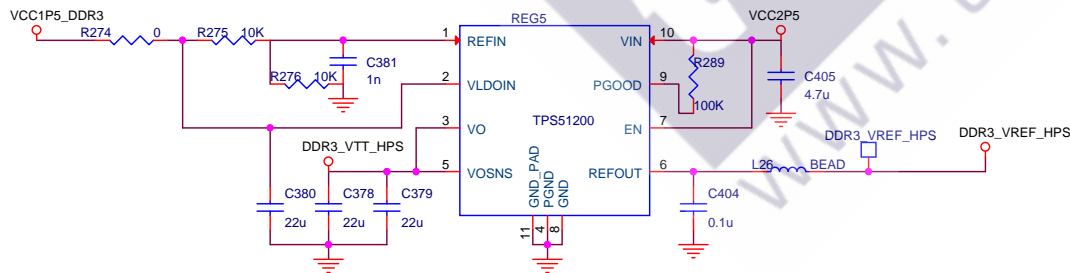 VCC1P5_DDR3
R274
0
R275
10K
R276
10K
C381
1n
REG5
1
REFIN
2
VLDOIN
3
VO
5
VOSNS
TPS51200
VIN
10
PGOOD
9
EN
7
REFOUT
6
GND_PAD
PGND
GND
11
4
8
VCC2P5
R289
100K
C405
4.7u
DDR3_VREF_HPS
DDR3_VREF_HPS
L26
BEAD
C404
0.1u
DDR3_VTT_HPS
C380
22u
C378
22u
C379
22u
www.